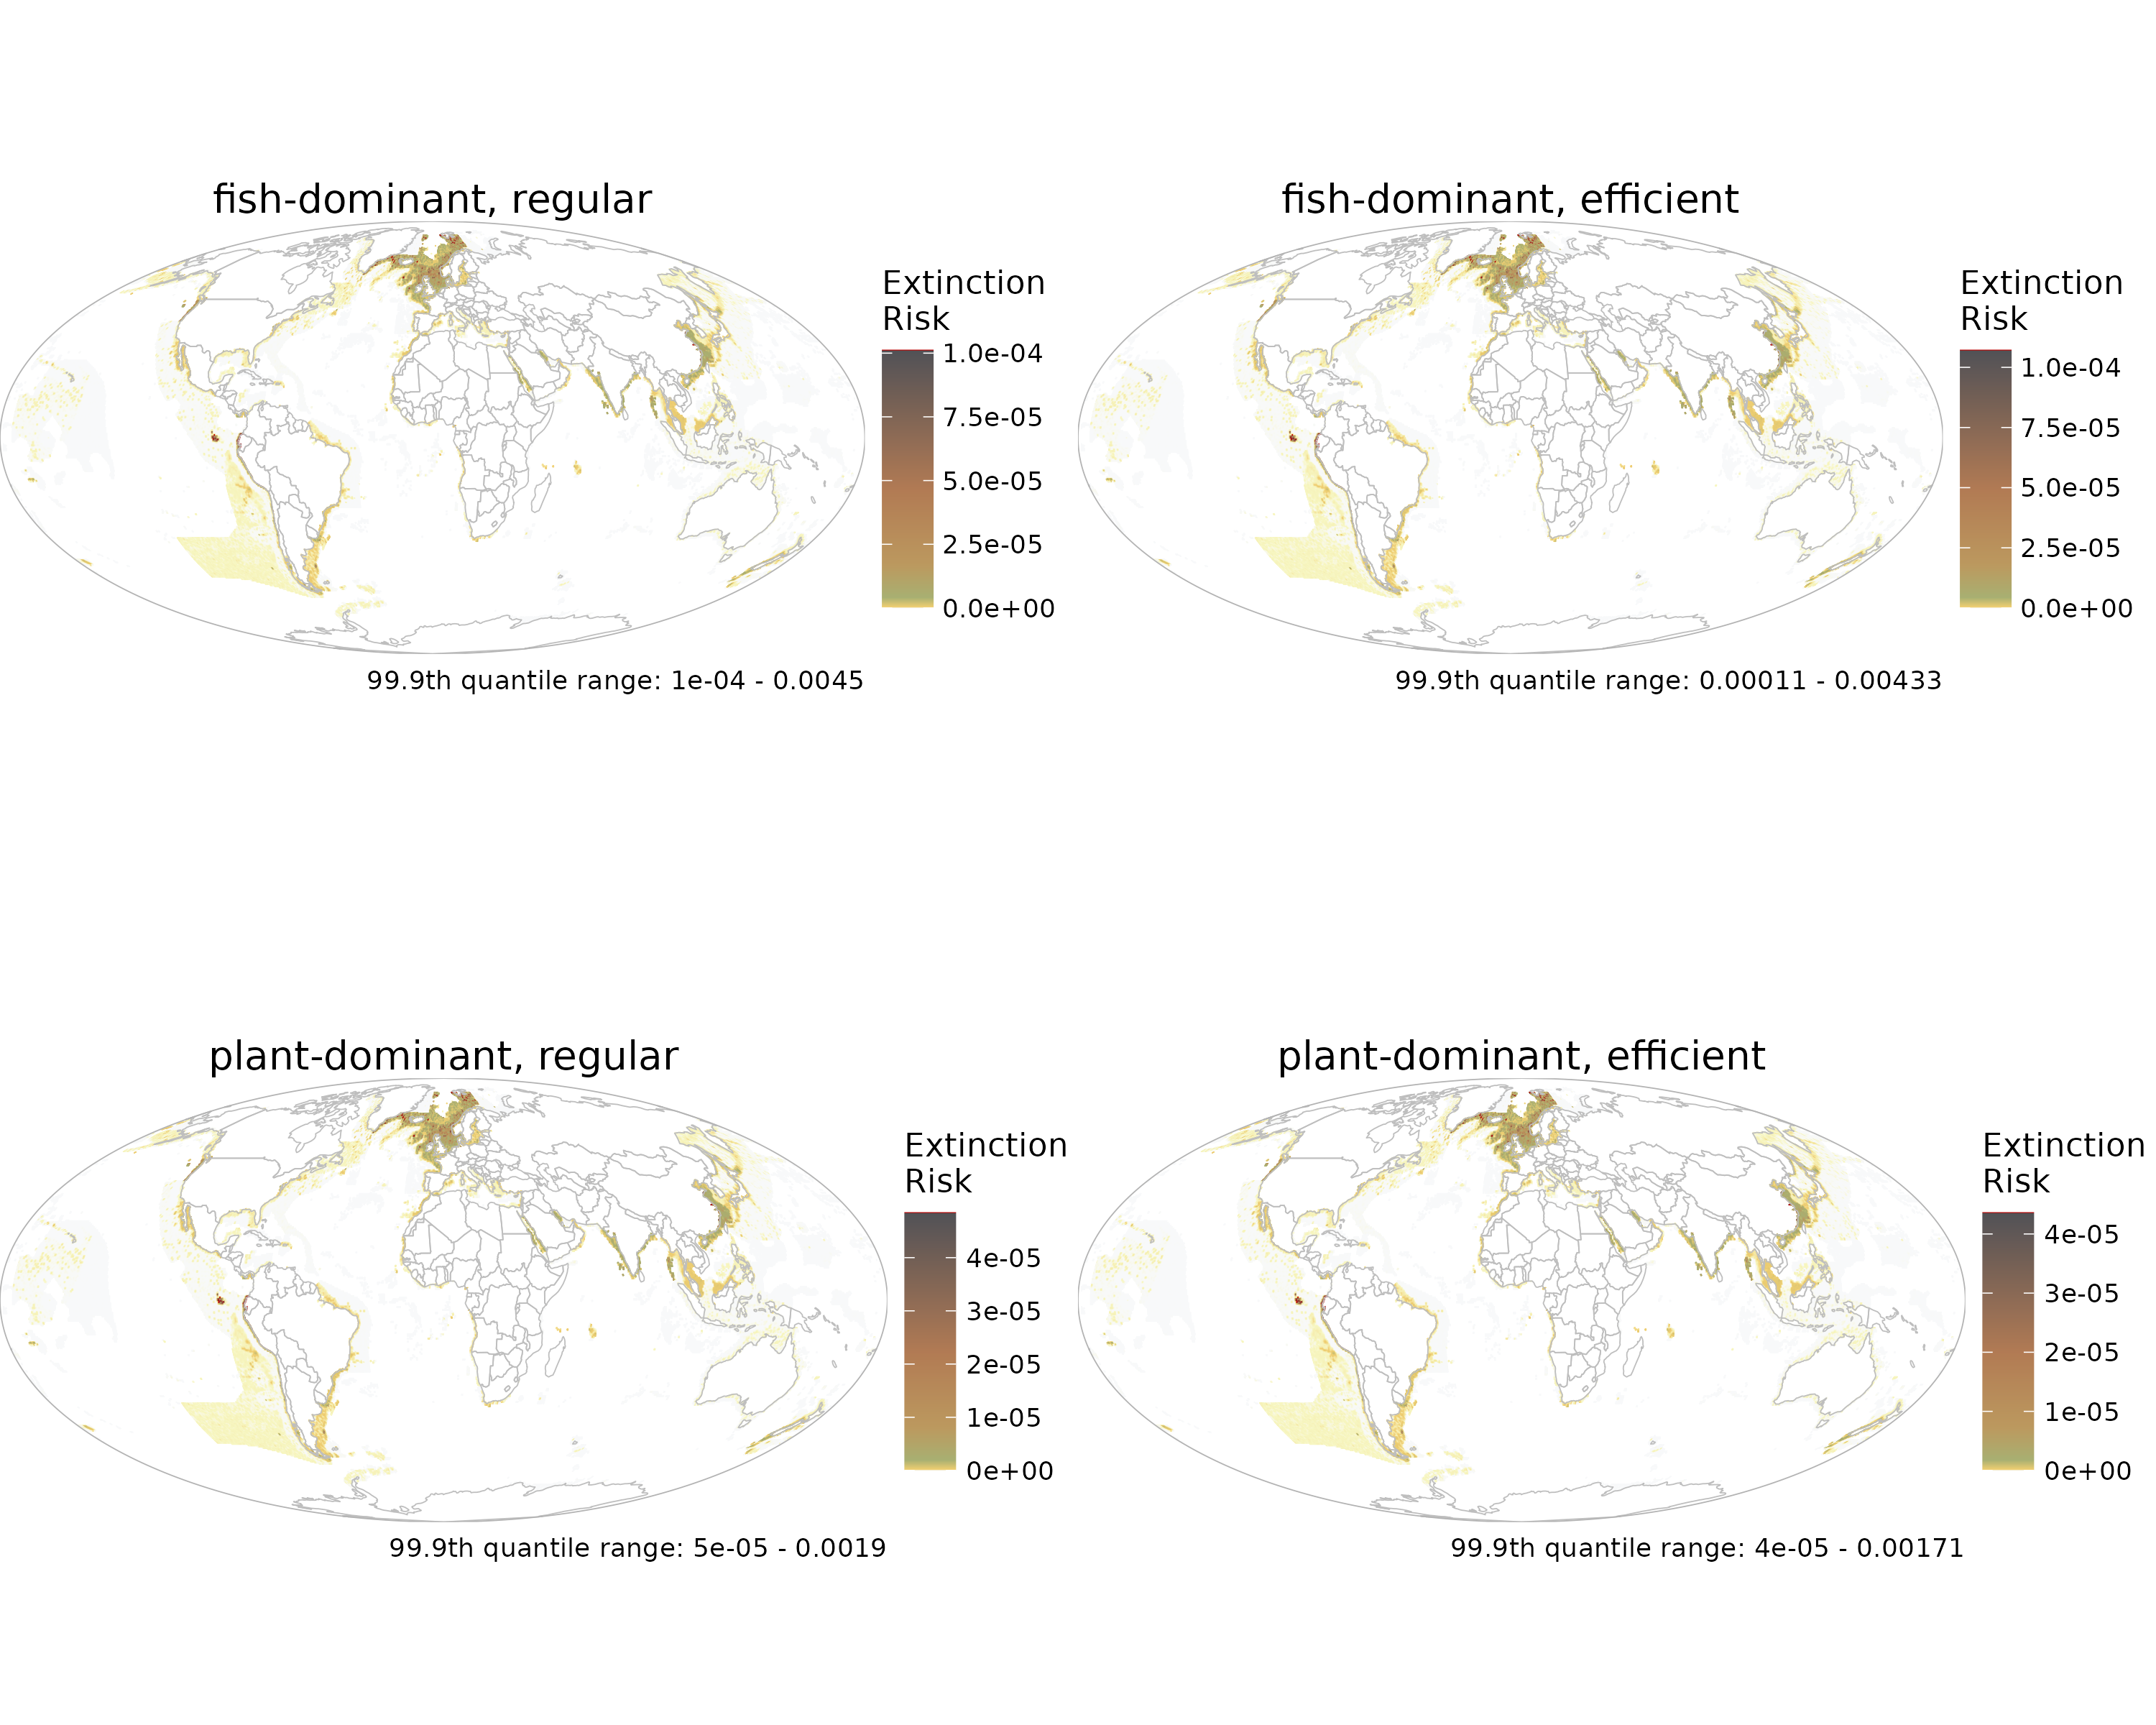 fish-dominant, regular
Extinction
Risk
1.0e-04
7.5e-05
5.0e-05
2.5e-05
0.0e+00
99.9th quantile range: 1e-04 - 0.0045
fish-dominant, efficient
Extinction
Risk
1.0e-04
7.5e-05
5.0e-05
2.5e-05
0.0e+00
99.9th quantile range: 0.00011 - 0.00433
plant-dominant, regular
Extinction
Risk
4e-05
3e-05
2e-05
1e-05
0e+00
99.9th quantile range: 5e-05 - 0.0019
plant-dominant, efficient
Extinction
Risk
4e-05
3e-05
2e-05
1e-05
0e+00
99.9th quantile range: 4e-05 - 0.00171